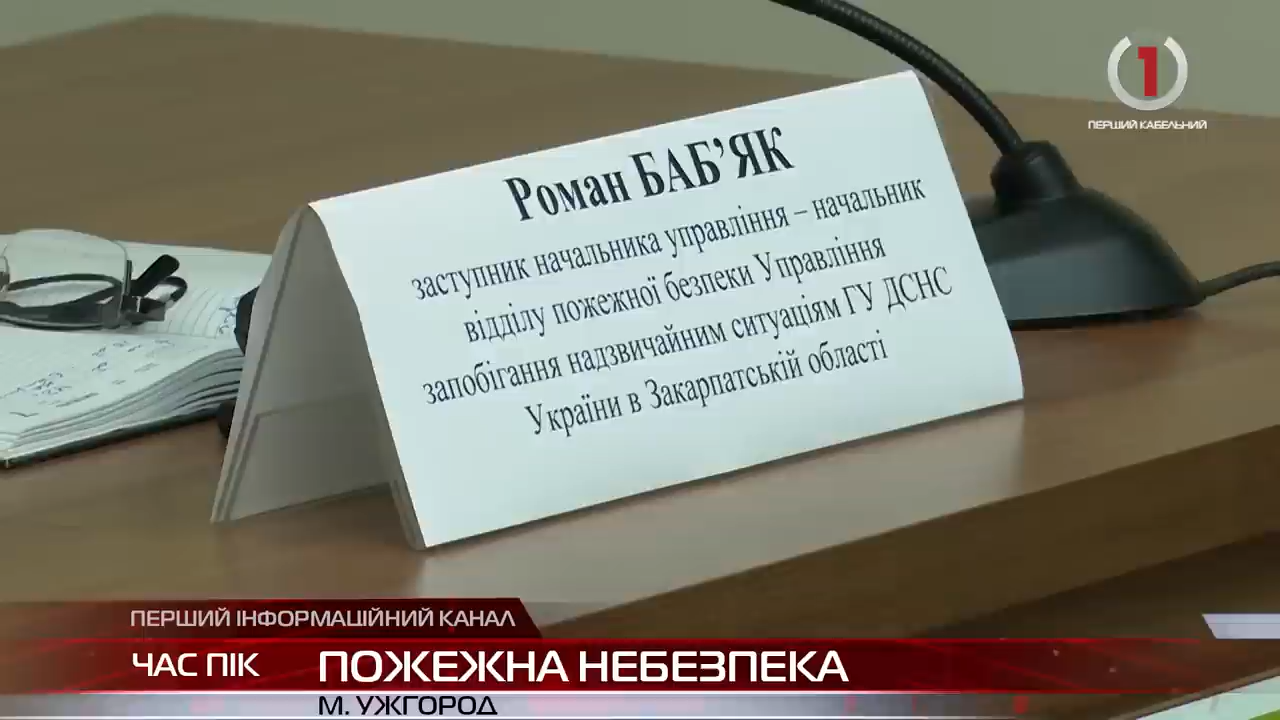 1
ПЕРШИЙ КАБЕЛЬНИЙ
Роман БАБ’ЯК
заступник начальника управління – начальник
відділу пожежної безпеки Управління
запобігання надзвичайним ситуаціям ГУ ДСНС
України в Закарпатській області
ПЕРШИЙ ІНФОРМАЦІЙНИЙ КАНАЛ
ЧАС ПІК ПОЖЕЖНА НЕБЕЗПЕКА
М. УЖГОРОД